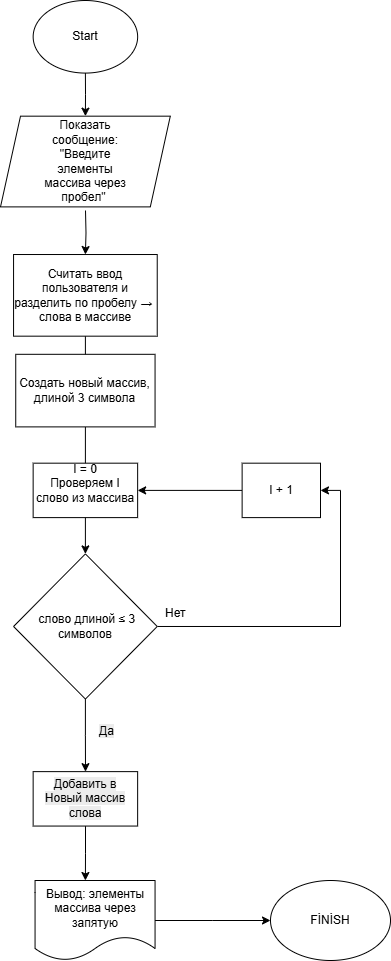 Start
Показать
сообщение:
"Введите
элементы
массива через
пробел"
Считать ввод
пользователя и
разделить по пробелу →
слова в массиве
Создать новый массив,
длиной 3 символа
I = 0
Проверяем I
слово из массива
I + 1
слово длиной ≤ 3
символов
Нет
Да
Добавить в
Новый массив
слова
Вывод: элементы
массива через
запятую
FİNİSH